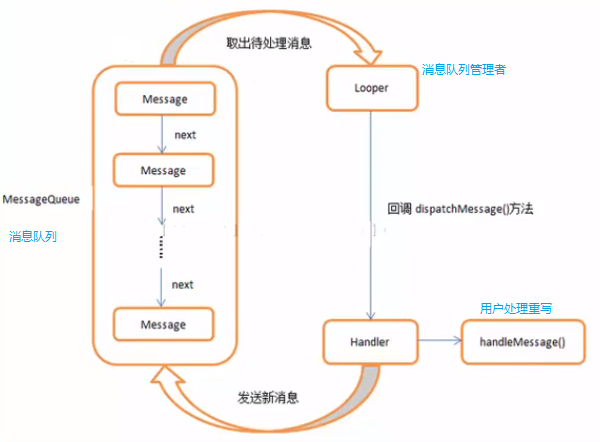 取出待处理消息
消息队列管理者
Looper
Message
next
Message
next
MessageQueue
消息队列
回调 dispatchMessage()方法
next
用户处理重写
Message
Handler
handleMessage()
发送新消息